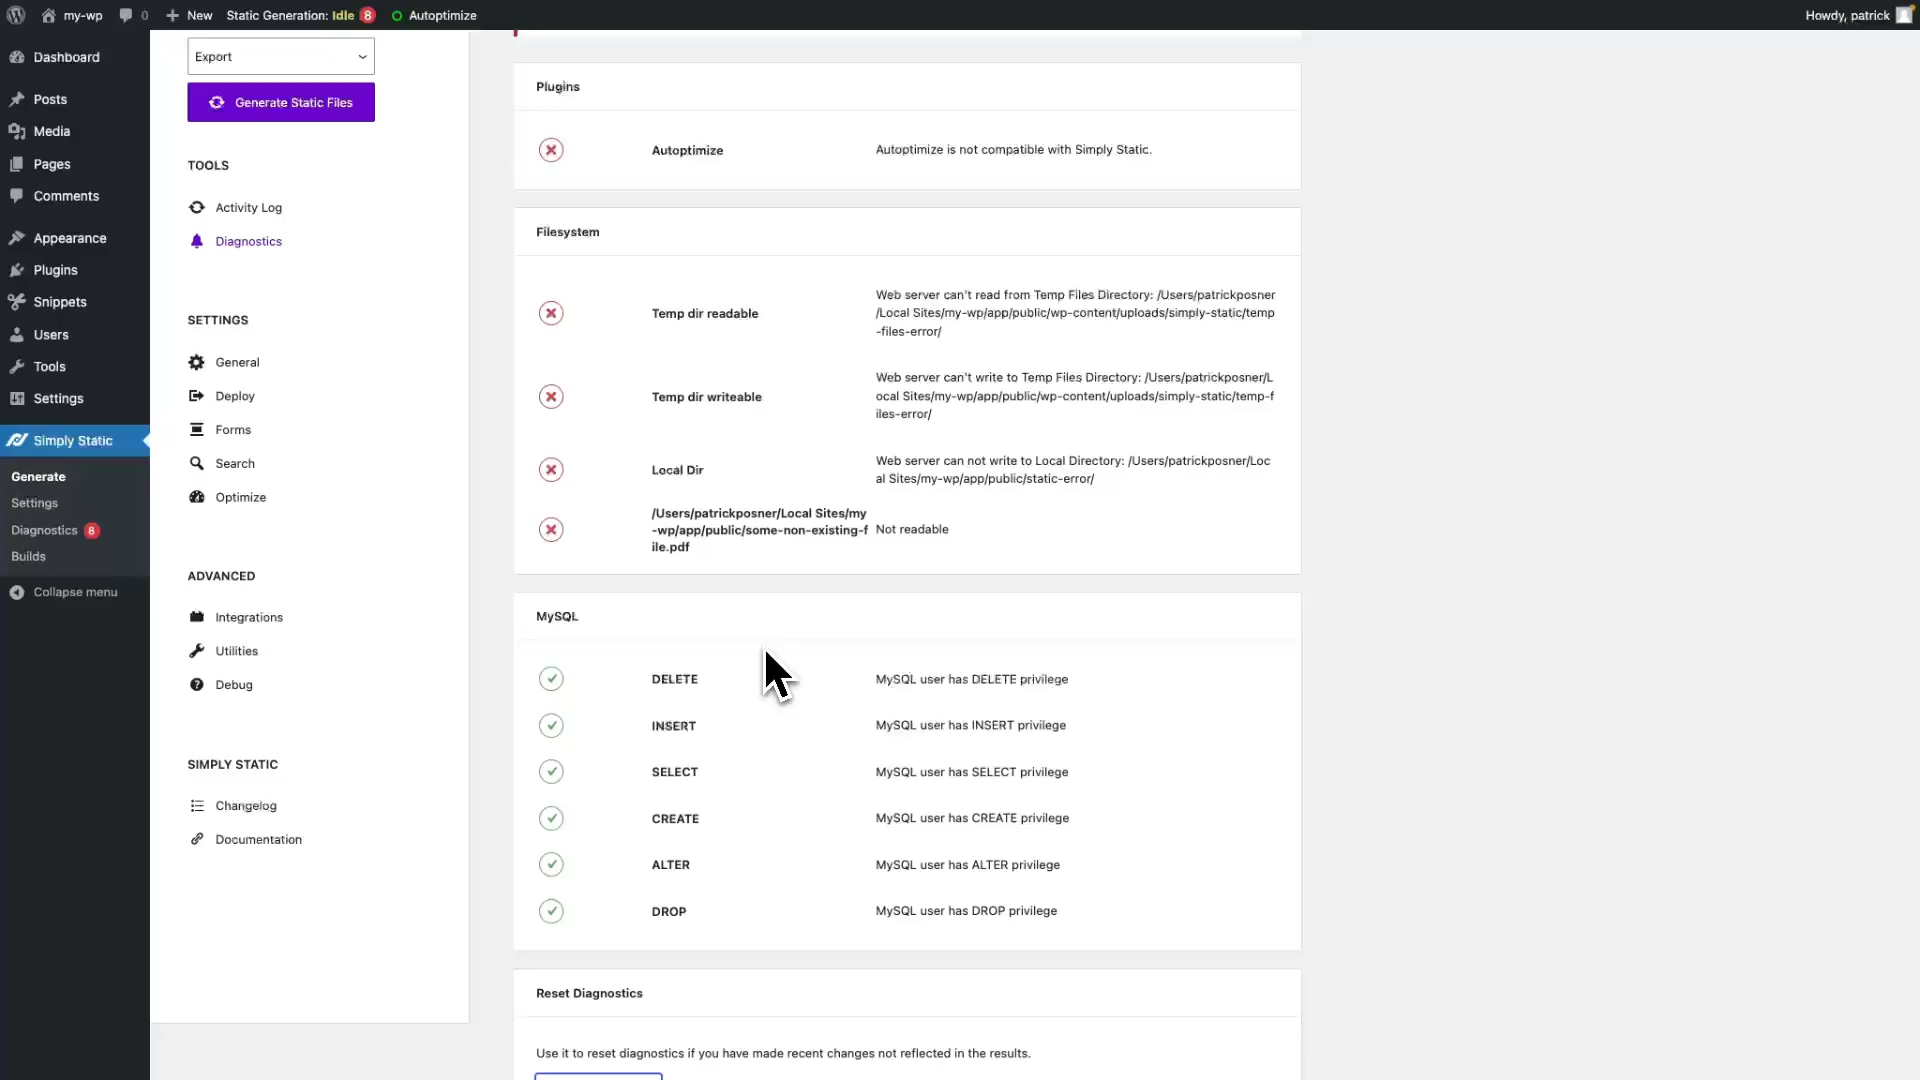 my-wp
0
New
Static Generation: Idle 8
Autoptimize
Howdy, patrick
Dashboard
Posts
Media
Pages
Comments
Appearance
Plugins
Snippets
Users
Tools
Settings
Simply Static
Generate
Settings
Diagnostics 8
Builds
Collapse menu
Export
Generate Static Files
TOOLS
Activity Log
Diagnostics
SETTINGS
General
Deploy
Forms
Search
Optimize
ADVANCED
Integrations
Utilities
Debug
SIMPLY STATIC
Changelog
Documentation
Plugins
Autoptimize
Autoptimize is not compatible with Simply Static.
Filesystem
Temp dir readable
Web server can't read from Temp Files Directory: /Users/patrickposner
/Local Sites/my-wp/app/public/wp-content/uploads/simply-static/temp
-files-error/
Temp dir writeable
Web server can't write to Temp Files Directory: /Users/patrickposner/L
ocal Sites/my-wp/app/public/wp-content/uploads/simply-static/temp-f
iles-error/
Local Dir
Web server can not write to Local Directory: /Users/patrickposner/Loc
al Sites/my-wp/app/public/static-error/
/Users/patrickposner/Local Sites/my
-wp/app/public/some-non-existing-f
ile.pdf
Not readable
MySQL
DELETE
MySQL user has DELETE privilege
INSERT
MySQL user has INSERT privilege
SELECT
MySQL user has SELECT privilege
CREATE
MySQL user has CREATE privilege
ALTER
MySQL user has ALTER privilege
DROP
MySQL user has DROP privilege
Reset Diagnostics
Use it to reset diagnostics if you have made recent changes not reflected in the results.